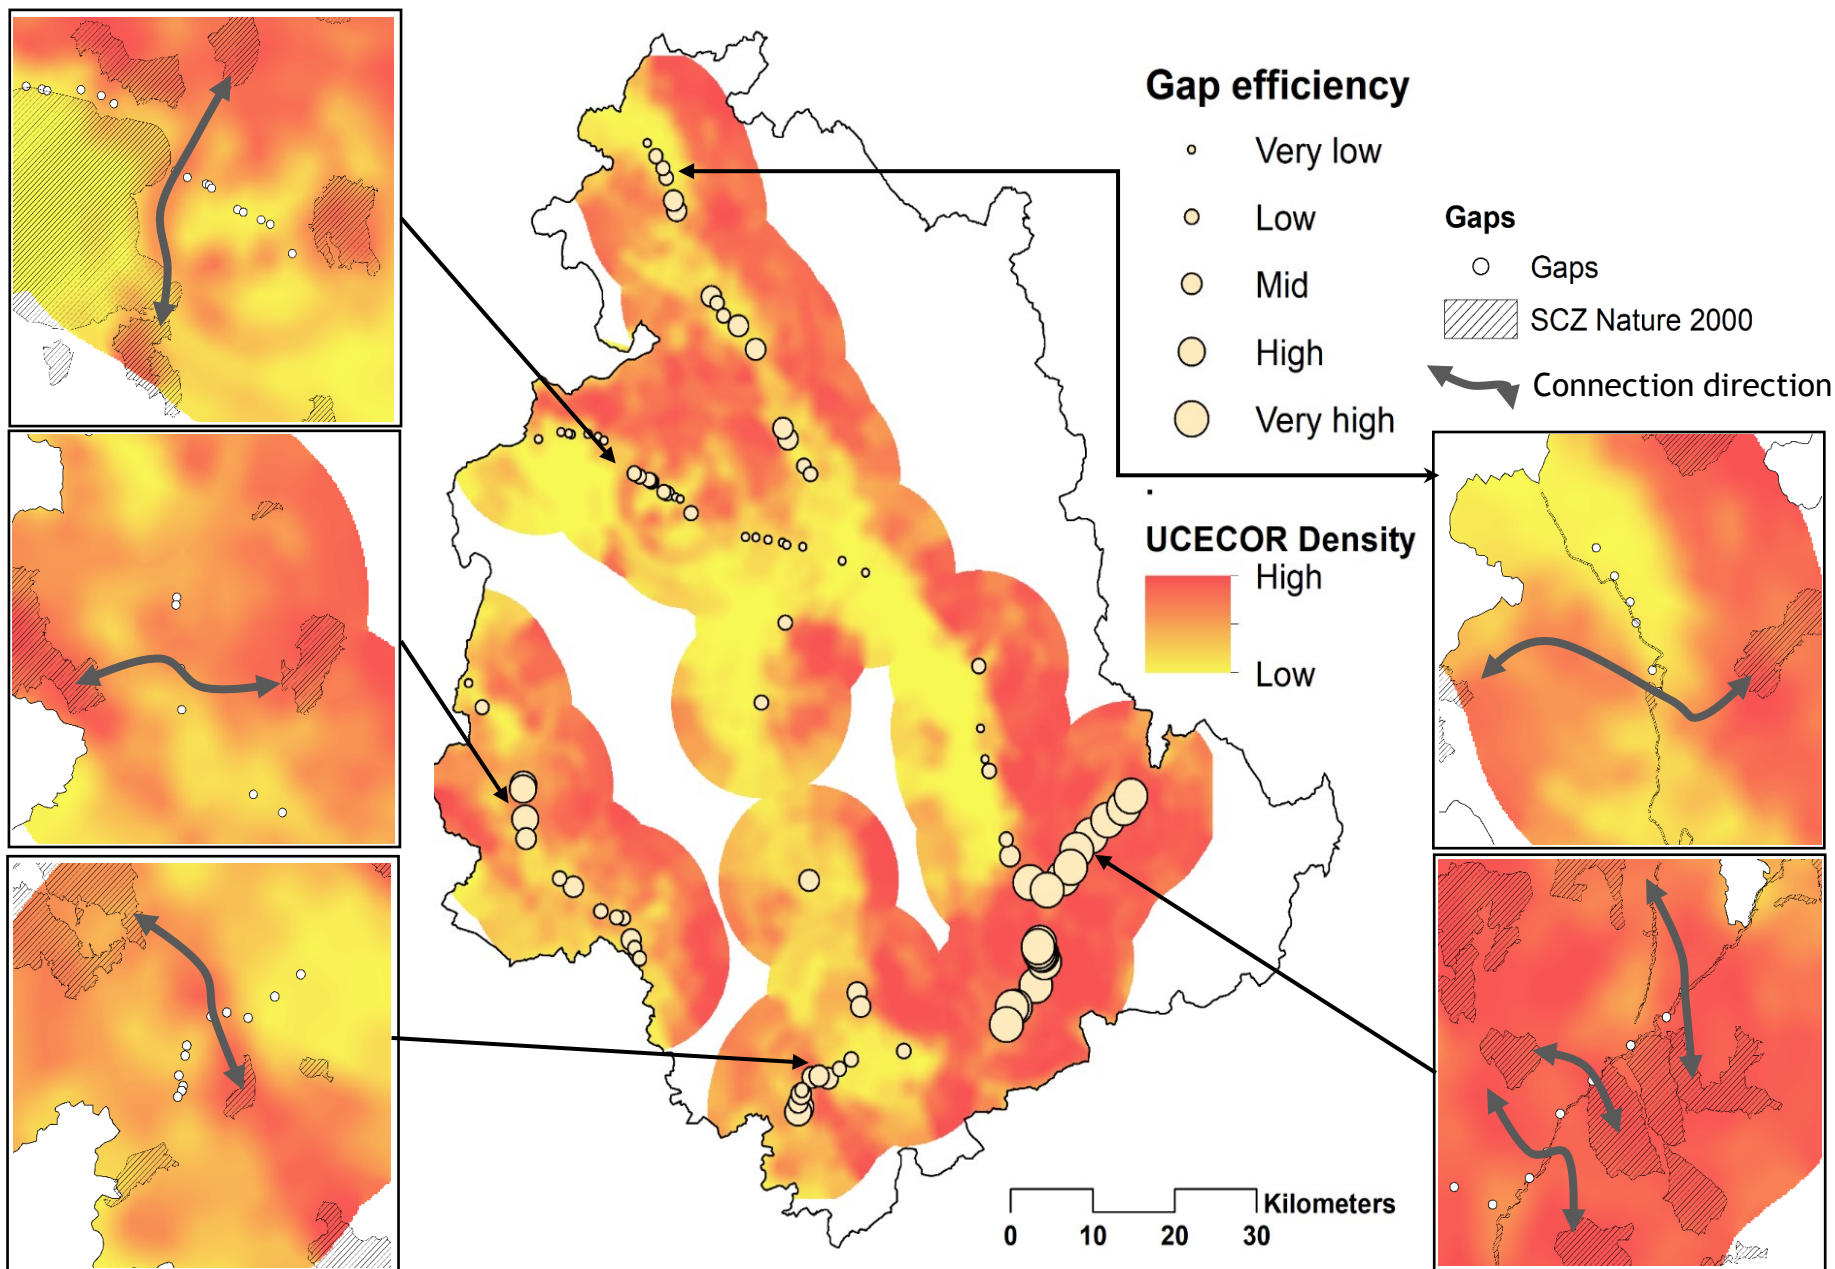 Gap efficiency
Very low
Low
Mid
High
Very high
Gaps
Gaps
SCZ Nature 2000
Connection direction
UCECOR Density
High
Low
Kilometers
0 10 20 30